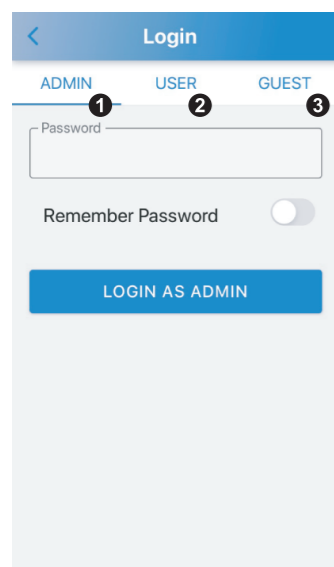 Login
ADMIN USER GUEST
1 2 3
Password
Remember Password
LOGIN AS ADMIN